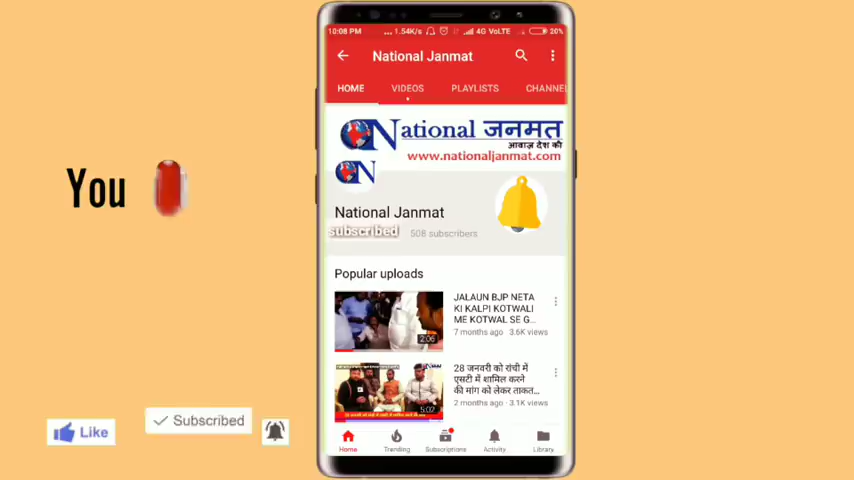 10:08 PM ... 1.54K/s 4G VoLTE 20%
National Janmat
HOME VIDEOS PLAYLISTS CHANNEL
National जनमत
आवाज़ देश की
www.nationaljanmat.com
N
You
National Janmat
subscribed 508 subscribers
Popular uploads
JALAUN BJP NETA
KI KALPI KOTWALI
ME KOTWAL SE G...
7 months ago 3.6K views
2:06
28 जनवरी को रांची में
एसटी में शामिल करने
की मांग को लेकर ताकत...
2 months ago 3.1K views
5:02
Like
Subscribed
Home Trending Subscriptions Activity Library